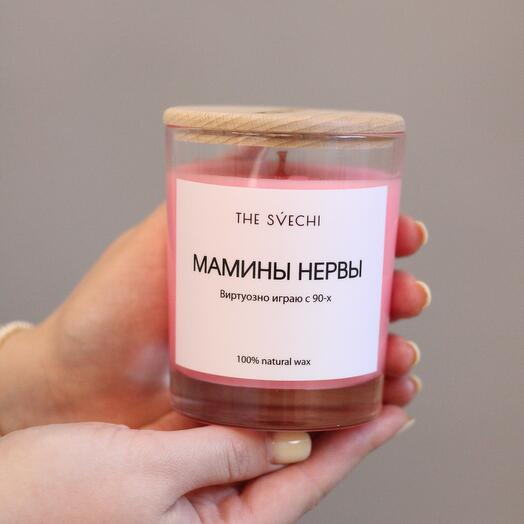 THE SVECHI
МАМИНЫ НЕРВЫ
Виртуозно играю с 90-х
100% natural wax